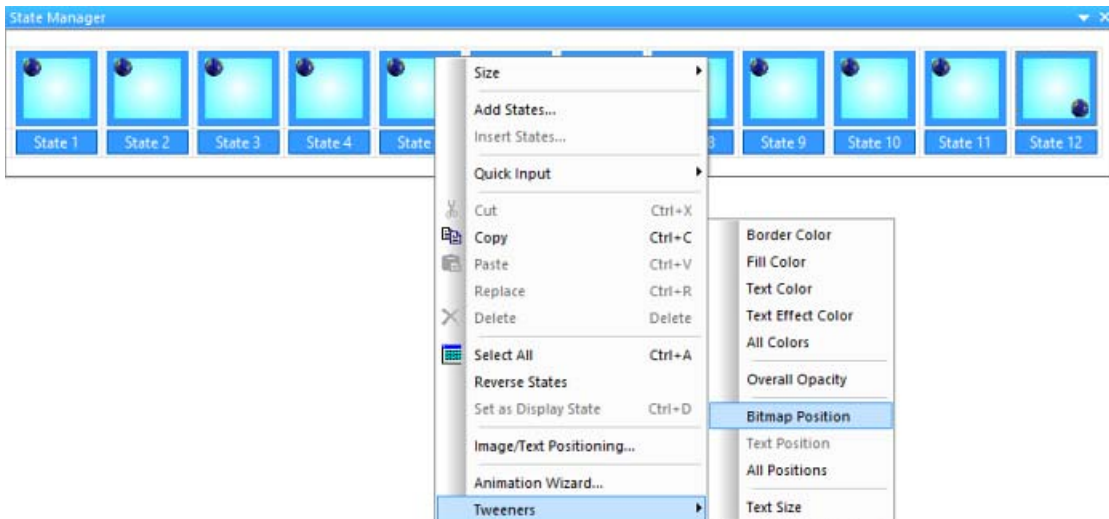 State Manager
State 1
State 2
State 3
State 4
State
8
State 9
State 10
State 11
State 12
Size
Add States...
Insert States...
Quick Input
Cut Ctrl+X
Copy Ctrl+C
Paste Ctrl+V
Replace Ctrl+R
Delete Delete
Select All Ctrl+A
Reverse States
Set as Display State Ctrl+D
Image/Text Positioning...
Animation Wizard...
Tweeners
Border Color
Fill Color
Text Color
Text Effect Color
All Colors
Overall Opacity
Bitmap Position
Text Position
All Positions
Text Size